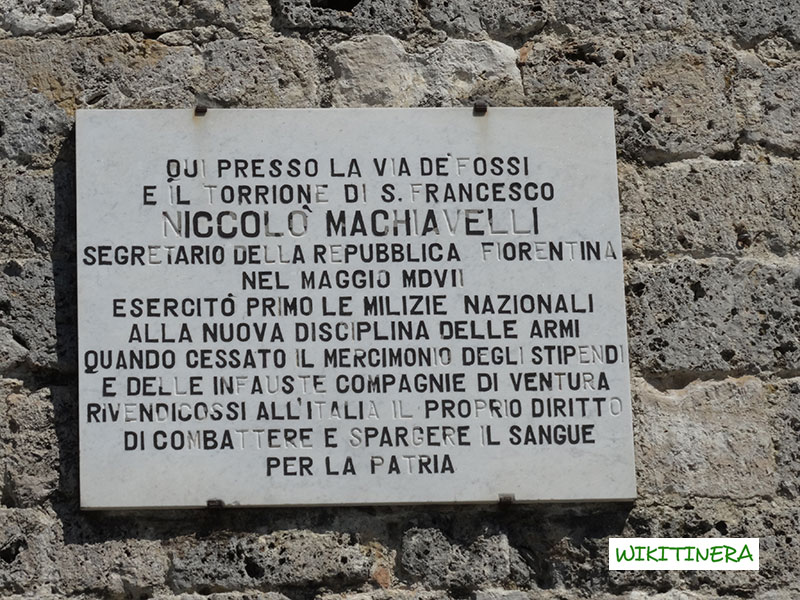 QUI PRESSO LA VIA DE' FOSSI
E IL TORRIONE DI S. FRANCESCO
NICCOLÒ MACHIAVELLI
SEGRETARIO DELLA REPUBBLICA FIORENTINA
NEL MAGGIO MDVII
ESERCITÒ PRIMO LE MILIZIE NAZIONALI
ALLA NUOVA DISCIPLINA DELLE ARMI
QUANDO CESSATO IL MERCIMONIO DEGLI STIPENDI
E DELLE INFAUSTE COMPAGNIE DI VENTURA
RIVENDICOSSI ALL'ITALIA IL PROPRIO DIRITTO
DI COMBATTERE E SPARGERE IL SANGUE
PER LA PATRIA
WIKITINERA